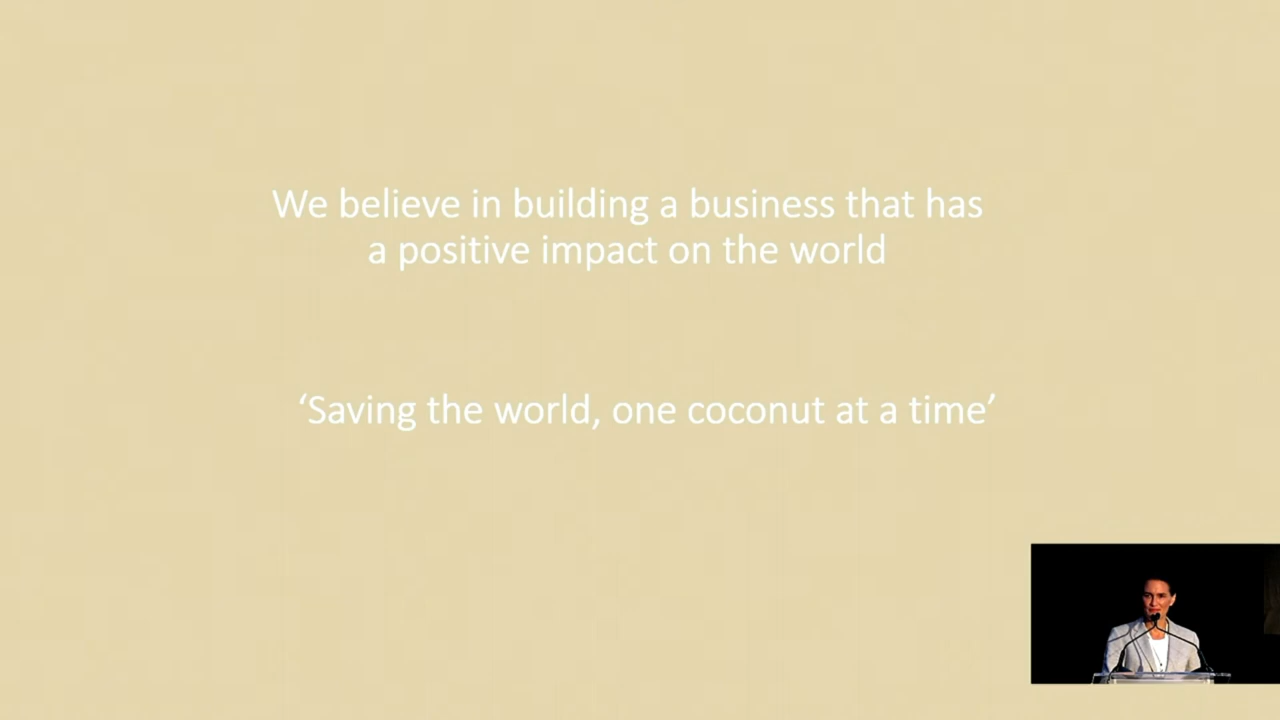 We believe in building a business that has
a positive impact on the world
‘Saving the world, one coconut at a time’